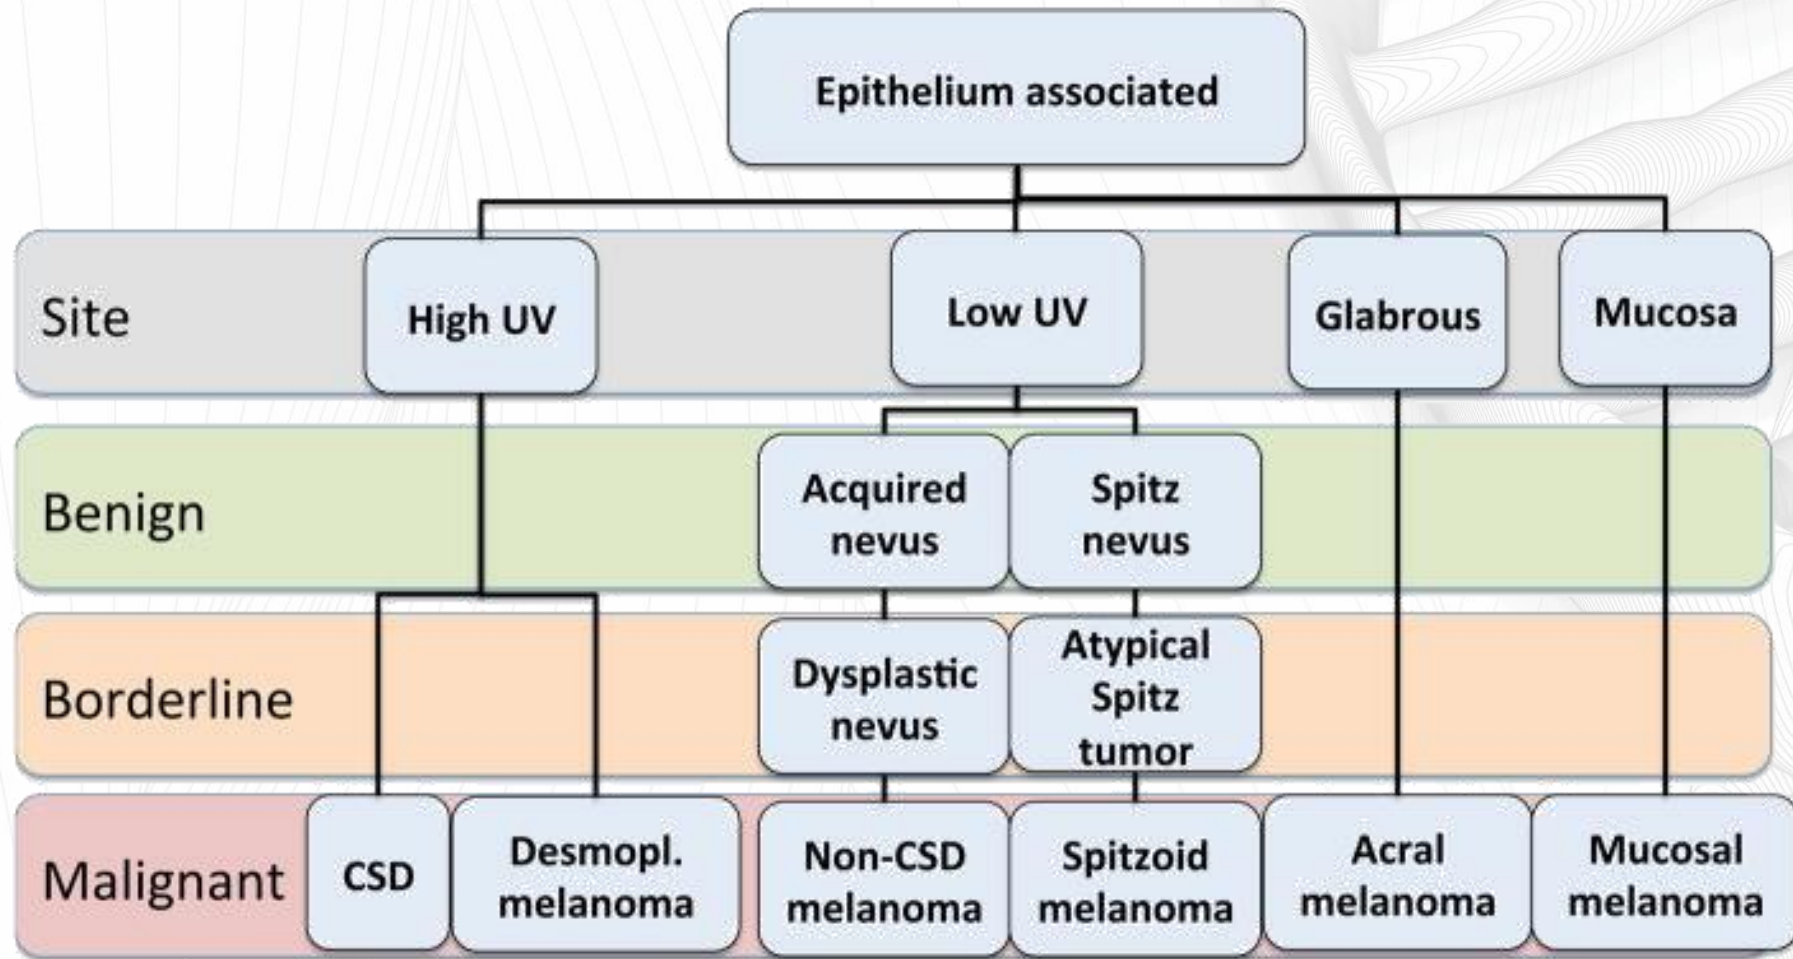 Epithelium associated
Site
High UV
Low UV
Glabrous
Mucosa
Benign
Acquired
nevus
Spitz
nevus
Borderline
Dysplastic
nevus
Atypical
Spitz
tumor
Malignant
CSD
Desmopl.
melanoma
Non-CSD
melanoma
Spitzoid
melanoma
Acral
melanoma
Mucosal
melanoma